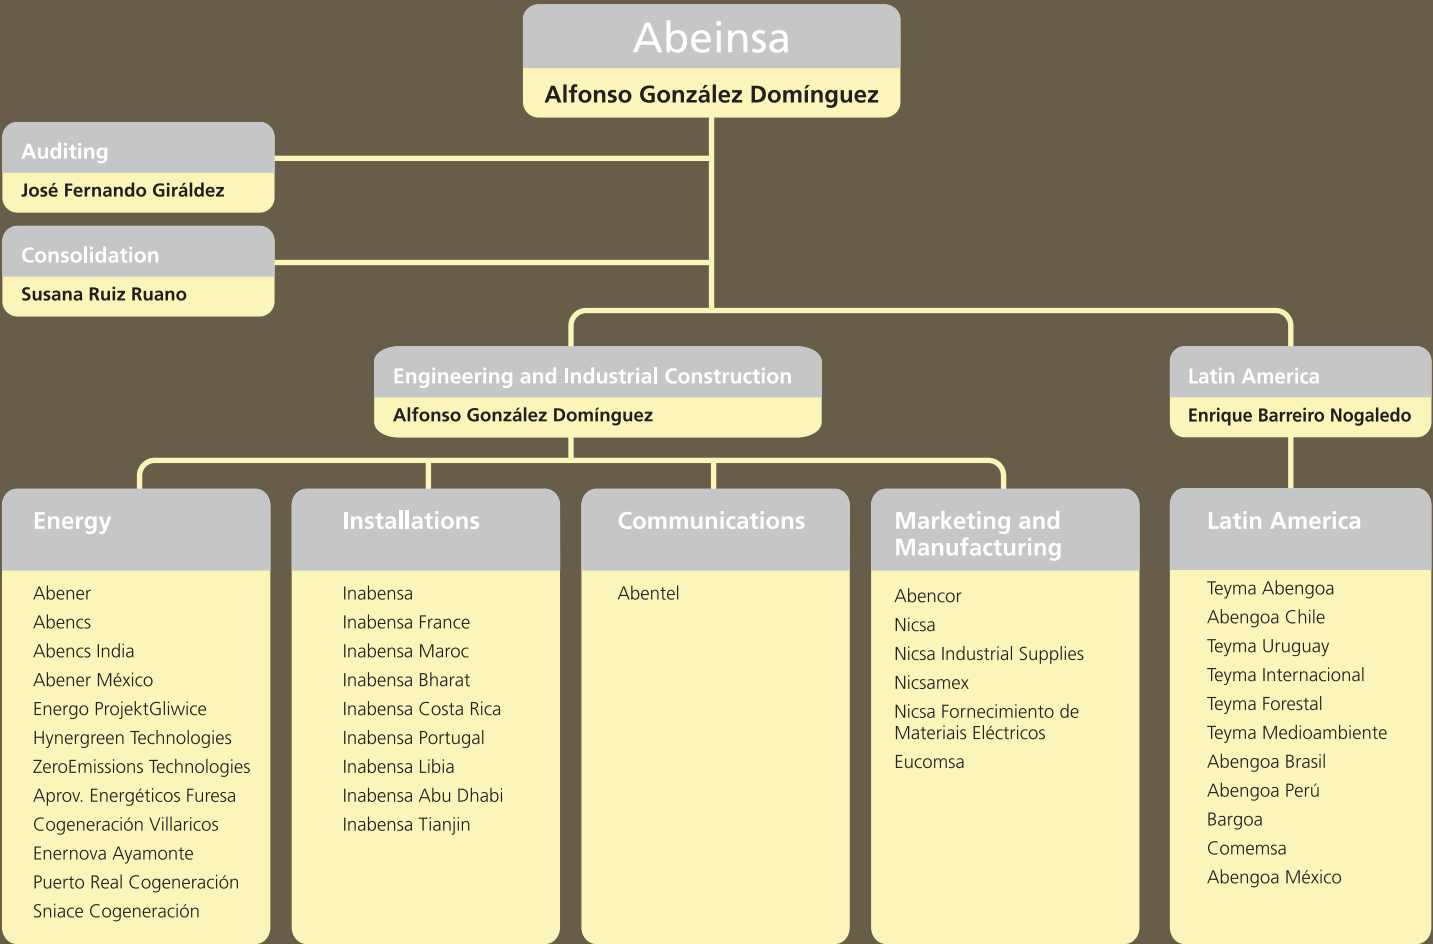 Abeinsa
Alfonso González Domínguez
Auditing
José Fernando Giráldez
Consolidation
Susana Ruiz Ruano
Engineering and Industrial Construction
Alfonso González Domínguez
Latin America
Enrique Barreiro Nogaledo
Energy
Abener
Abencs
Abencs India
Abener México
Energo ProjektGliwice
Hynergreen Technologies
ZeroEmissions Technologies
Aprov. Energéticos Furesa
Cogeneración Villaricos
Enernova Ayamonte
Puerto Real Cogeneración
Sniace Cogeneración
Installations
Inabensa
Inabensa France
Inabensa Maroc
Inabensa Bharat
Inabensa Costa Rica
Inabensa Portugal
Inabensa Libia
Inabensa Abu Dhabi
Inabensa Tianjin
Communications
Abentel
Marketing and
Manufacturing
Abencor
Nicsa
Nicsa Industrial Supplies
Nicsamex
Nicsa Fornecimiento de
Materiais Eléctricos
Eucomsa
Latin America
Teyma Abengoa
Abengoa Chile
Teyma Uruguay
Teyma Internacional
Teyma Forestal
Teyma Medioambiente
Abengoa Brasil
Abengoa Perú
Bargoa
Comemsa
Abengoa México